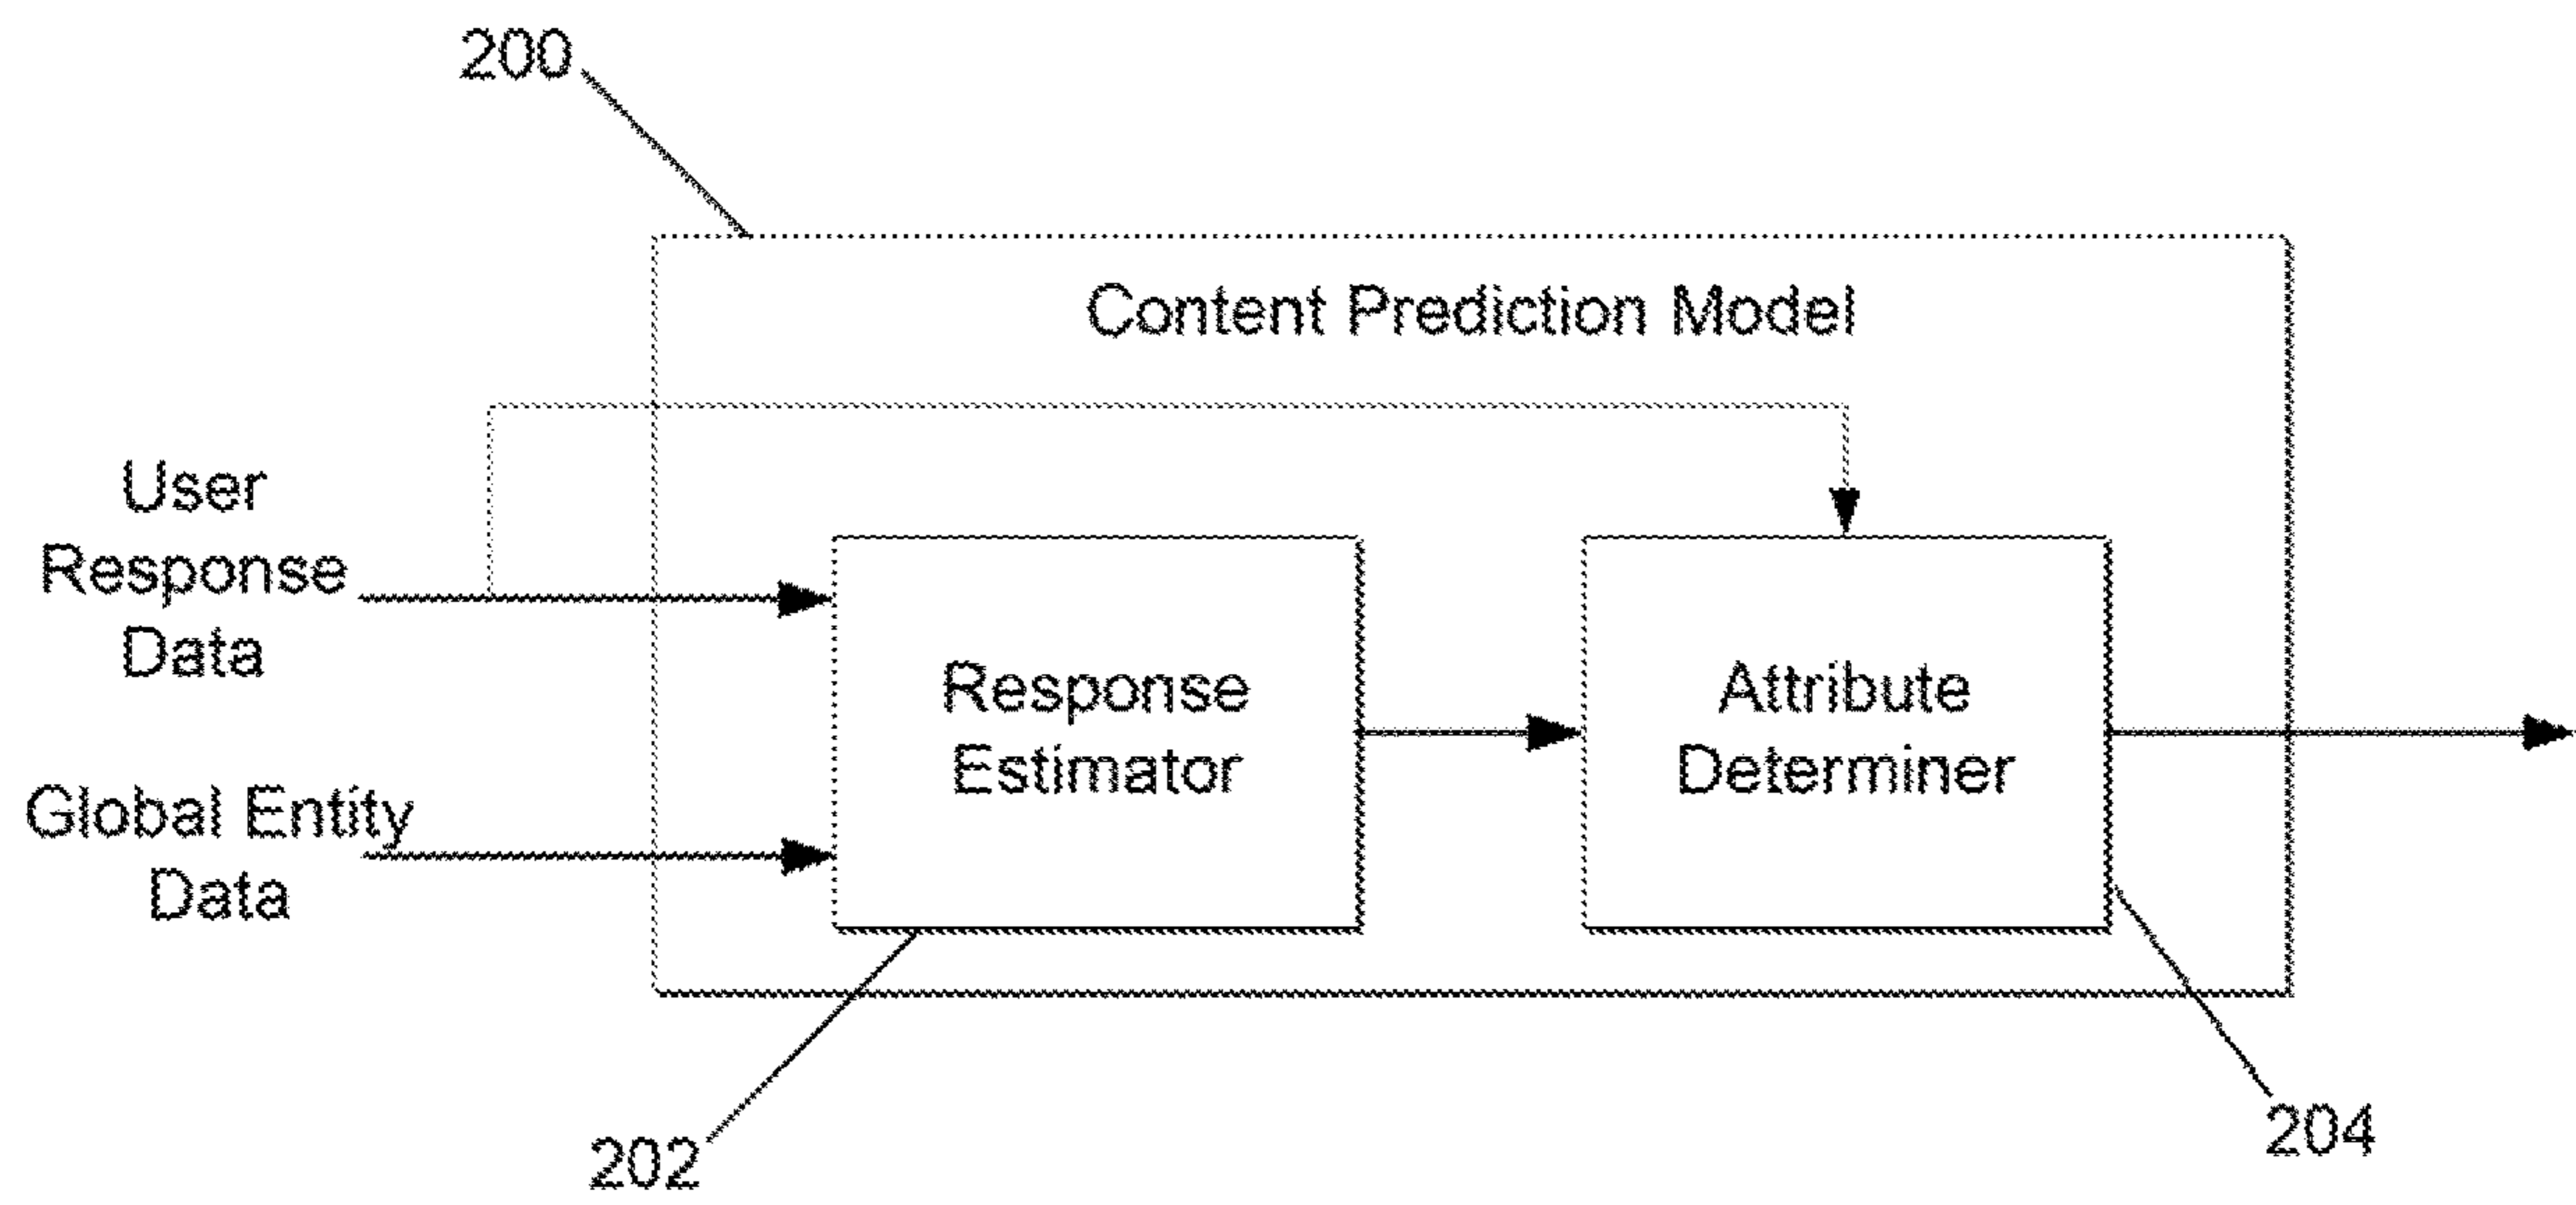 200
Content Prediction Model
User
Response
Data
Global Entity
Data
Response
Estimator
Attribute
Determiner
202
204